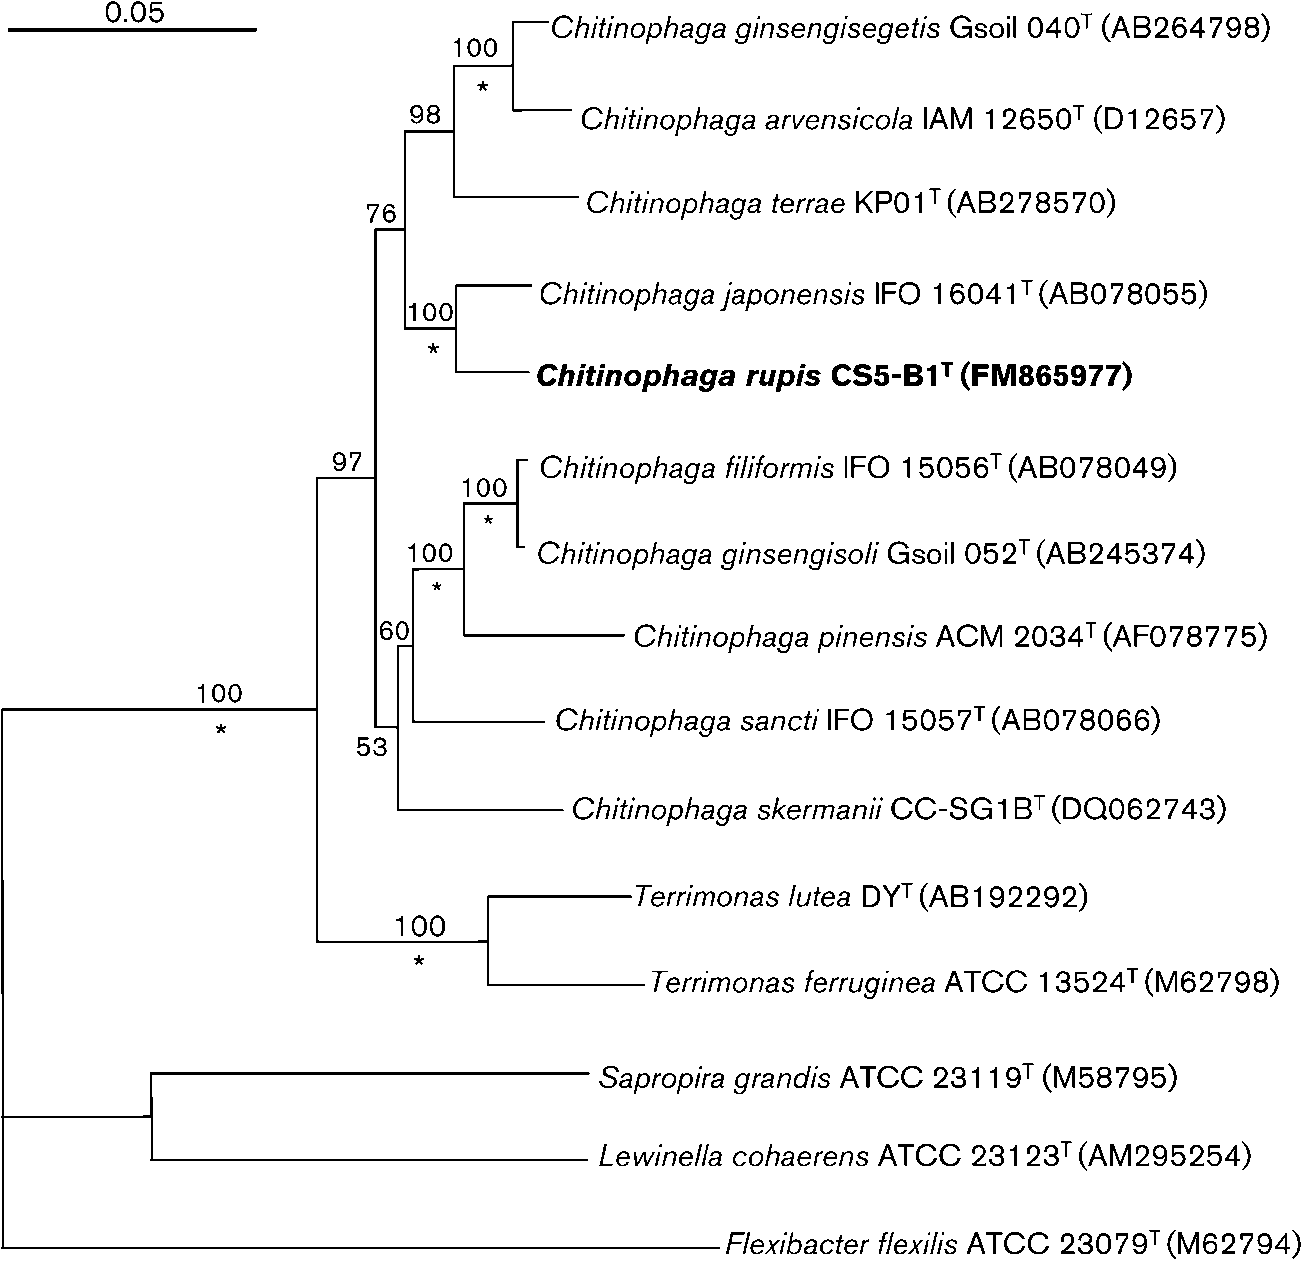 0.05
Chitinophaga ginsengisegetis Gsoil 040T (AB264798)
100
*
98
Chitinophaga arvensicola IAM 12650T (D12657)
Chitinophaga terrae KP01T (AB278570)
76
Chitinophaga japonensis IFO 16041T (AB078055)
100
*
Chitinophaga rupis CS5-B1T (FM865977)
97
Chitinophaga filiformis IFO 15056T (AB078049)
100
*
100
*
Chitinophaga ginsengisoli Gsoil 052T (AB245374)
60
Chitinophaga pinensis ACM 2034T (AF078775)
100
*
Chitinophaga sancti IFO 15057T (AB078066)
53
Chitinophaga skermanii CC-SG1BT (DQ062743)
Terrimonas lutea DYT (AB192292)
100
*
Terrimonas ferruginea ATCC 13524T (M62798)
Sapropira grandis ATCC 23119T (M58795)
Lewinella cohaerens ATCC 23123T (AM295254)
Flexibacter flexilis ATCC 23079T (M62794)